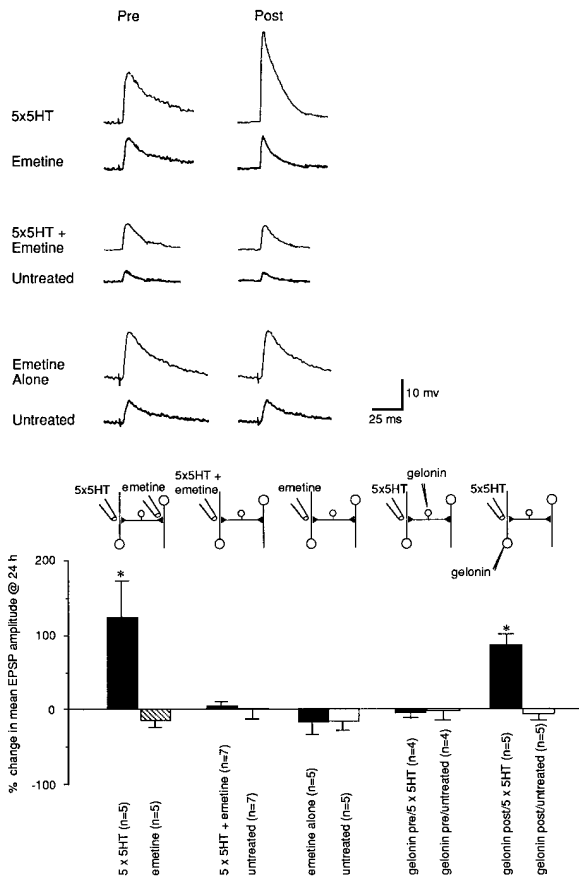 Pre Post
5x5HT
Emetine
5x5HT +
Emetine
Untreated
Emetine
Alone
Untreated
10 mv
25 ms
5x5HT emetine
5x5HT +
emetine
emetine
gelonin
5x5HT
5x5HT
gelonin
% change in mean EPSP amplitude @ 24 h
200
100
0
-100
*
*
5 x 5HT (n=5)
emetine (n=5)
5 x 5HT + emetine (n=7)
untreated (n=7)
emetine alone (n=5)
untreated (n=5)
gelonin pre/5 x 5HT (n=4)
gelonin pre/untreated (n=4)
gelonin post/5 x 5HT (n=5)
gelonin post/untreated (n=5)